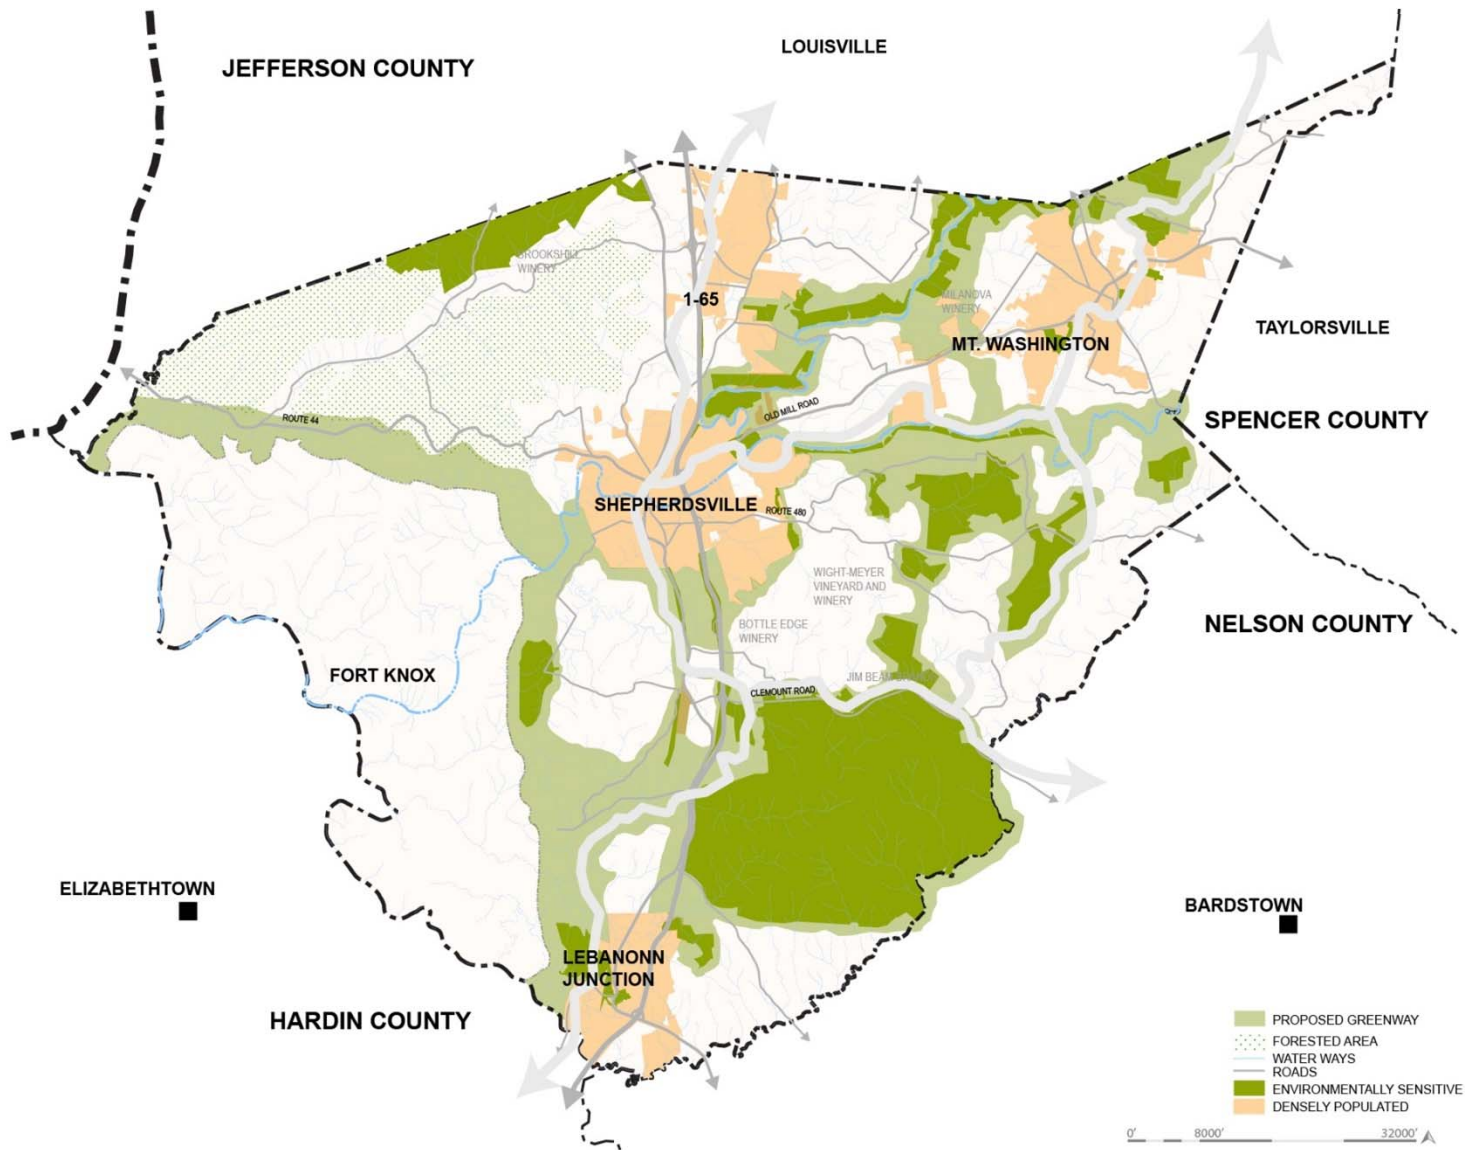 LOUISVILLE
JEFFERSON COUNTY
BROOKSHILL
WINERY
1-65
MILANOVA
WINERY
TAYLORSVILLE
MT. WASHINGTON
OLD MILL ROAD
ROUTE 44
SPENCER COUNTY
SHEPHERDSVILLE
ROUTE 480
WIGHT-MEYER
VINEYARD AND
WINERY
BOTTLE EDGE
WINERY
NELSON COUNTY
FORT KNOX
JIM BEAM
CLEMOUNT ROAD
ELIZABETHTOWN
BARDSTOWN
LEBANONN
JUNCTION
HARDIN COUNTY
PROPOSED GREENWAY
FORESTED AREA
WATER WAYS
ROADS
ENVIRONMENTALLY SENSITIVE
DENSELY POPULATED
0' 8000' 32000'